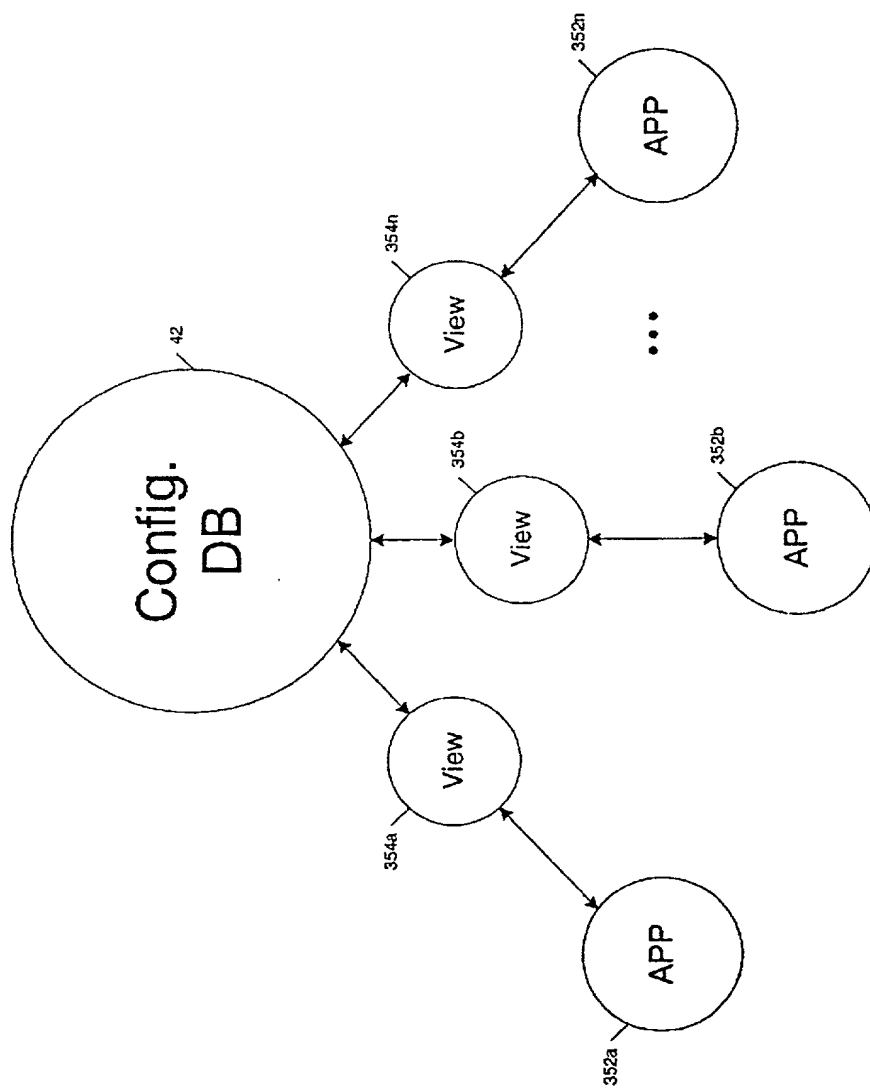 42
Config.
DB
354a
View
354b
View
354n
View
352a
APP
352b
APP
...
352n
APP